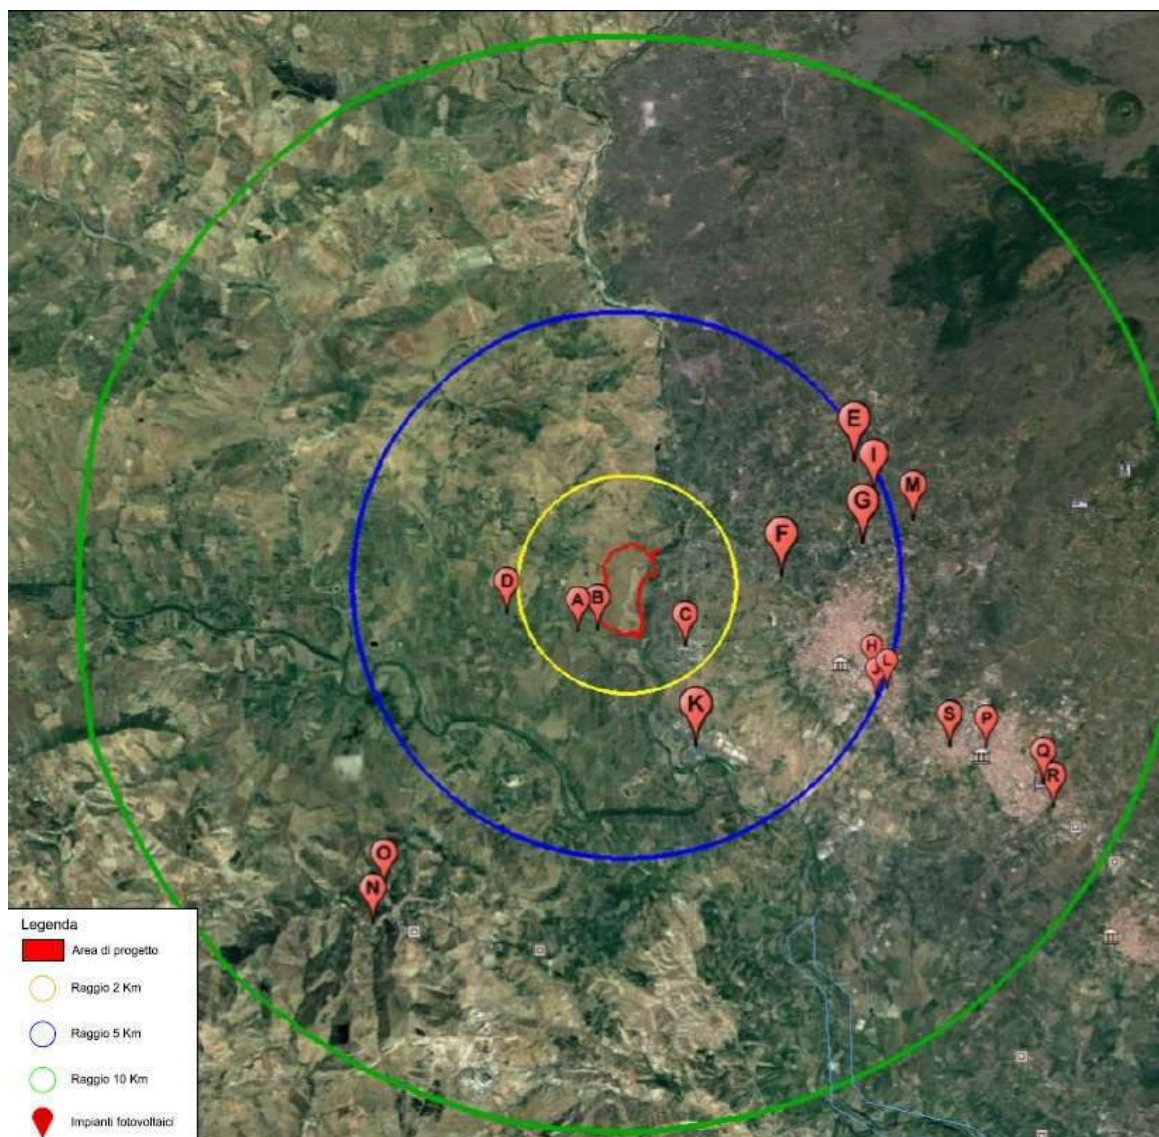 E
I
M
G
F
D
A
B
C
H
L
J
K
S
P
Q
R
O
N
Legenda
Area di progetto
Raggio 2 Km
Raggio 5 Km
Raggio 10 Km
Impianti fotovoltaici